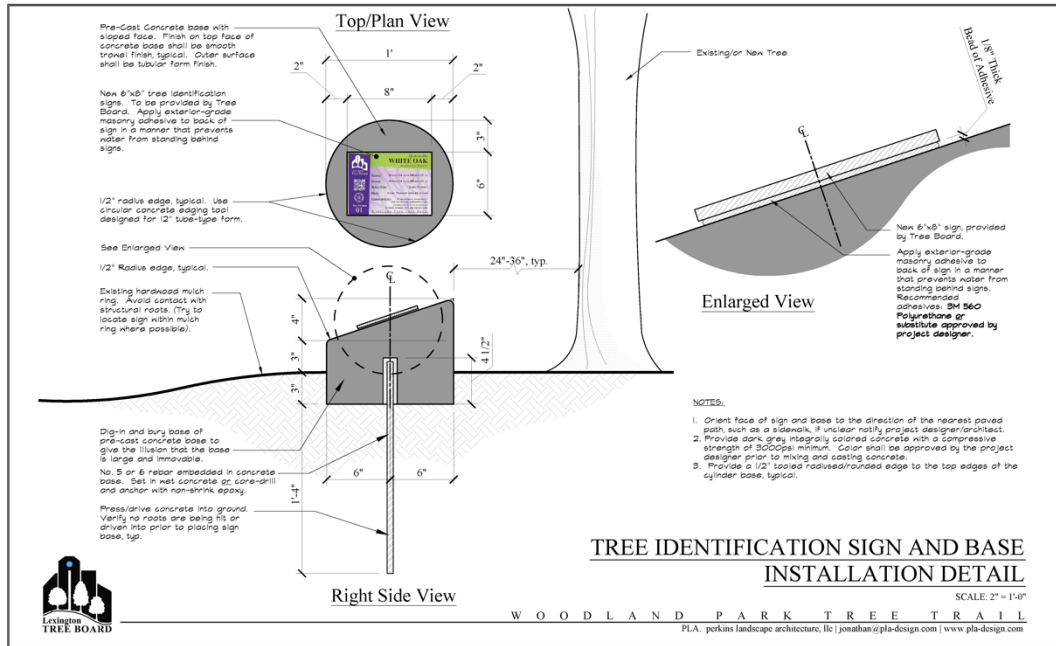 Top/Plan View
Pre-Cast Concrete base with
sloped face. Finish on top face of
concrete base shall be smooth
trowel finish, typical. Outer surface
shall be tubular form finish.
1'
2"
2"
8"
New 6"x8" tree identification
signs. To be provided by Tree
Board. Apply exterior-grade
masonry adhesive to back of
sign in a manner that prevents
water from standing behind
signs.
3"
6"
WHITE OAK
TREE BOARD
01
1/2" radius edge, typical. Use
circular concrete edging tool
designed for 12" tube-type form.
See Enlarged View
1/2" Radius edge, typical.
Existing hardwood mulch
ring. Avoid contact with
structural roots. (Try to
locate sign within mulch
ring where possible).
CL
24"-36", typ.
4"
3"
3"
4 1/2"
Dig-in and bury base of
pre-cast concrete base to
give the illusion that the base
is large and immovable.
No. 5 or 6 rebar embedded in concrete
base. Set in wet concrete or core-drill
and anchor with non-shrink epoxy.
Press/drive concrete into ground.
Verify no roots are being hit or
driven into prior to placing sign
base, typ.
6"
6"
1'-4"
Right Side View
Existing/or New Tree
1/8" Thick
Bead of Adhesive
CL
New 6"x8" sign, provided
by Tree Board.
Apply exterior-grade
masonry adhesive to
back of sign in a manner
that prevents water from
standing behind signs.
Recommended
adhesives: 3M 560
Polyurethane or
substitute approved by
project designer.
Enlarged View
NOTES:
1. Orient face of sign and base to the direction of the nearest paved
path, such as a sidewalk, if unclear notify project designer/architect.
2. Provide dark grey integrally colored concrete with a compressive
strength of 3000psi minimum. Color shall be approved by the project
designer prior to mixing and casting concrete.
3. Provide a 1/2" tooled radiused/rounded edge to the top edges of the
cylinder base, typical.
TREE IDENTIFICATION SIGN AND BASE
INSTALLATION DETAIL
SCALE: 2" = 1'-0"
WOODLAND PARK TREE TRAIL
PLA. perkins landscape architecture, llc | jonathan@pla-design.com | www.pla-design.com
Lexington
TREE BOARD